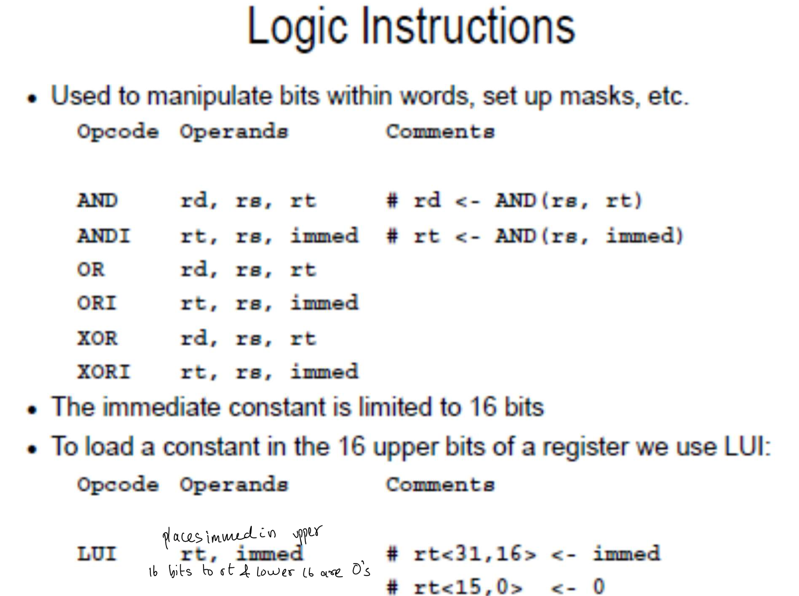 Logic Instructions
• Used to manipulate bits within words, set up masks, etc.
Opcode Operands Comments
AND rd, rs, rt # rd <- AND(rs, rt)
ANDI rt, rs, immed # rt <- AND(rs, immed)
OR rd, rs, rt
ORI rt, rs, immed
XOR rd, rs, rt
XORI rt, rs, immed
• The immediate constant is limited to 16 bits
• To load a constant in the 16 upper bits of a register we use LUI:
Opcode Operands Comments
places immed in upper
LUI rt, immed # rt<31,16> <- immed
16 bits to rt & lower 16 are 0's
# rt<15,0> <- 0